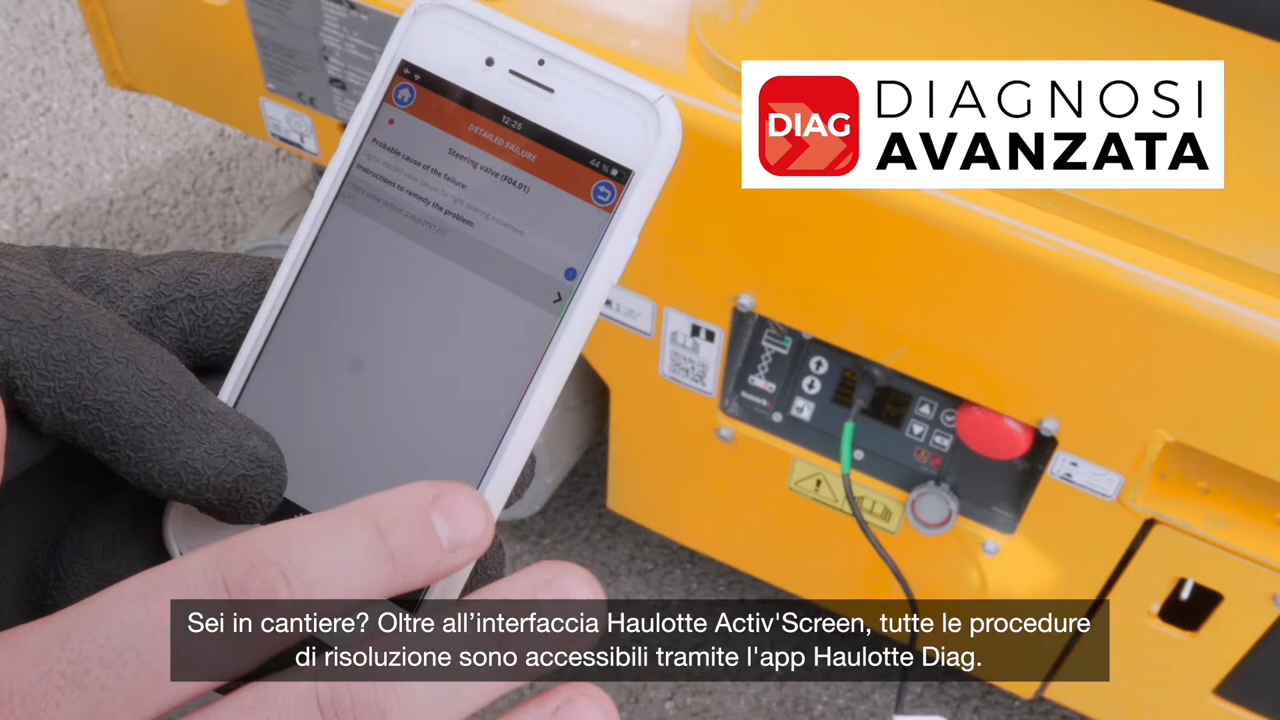 12:25
44 %
DETAILED FAILURE
Steering valve (F04,01)
Probable cause of the failure:
Instructions to remedy the problem:
DIAG
DIAGNOSI
AVANZATA
Sei in cantiere? Oltre all’interfaccia Haulotte Activ'Screen, tutte le procedure
di risoluzione sono accessibili tramite l'app Haulotte Diag.